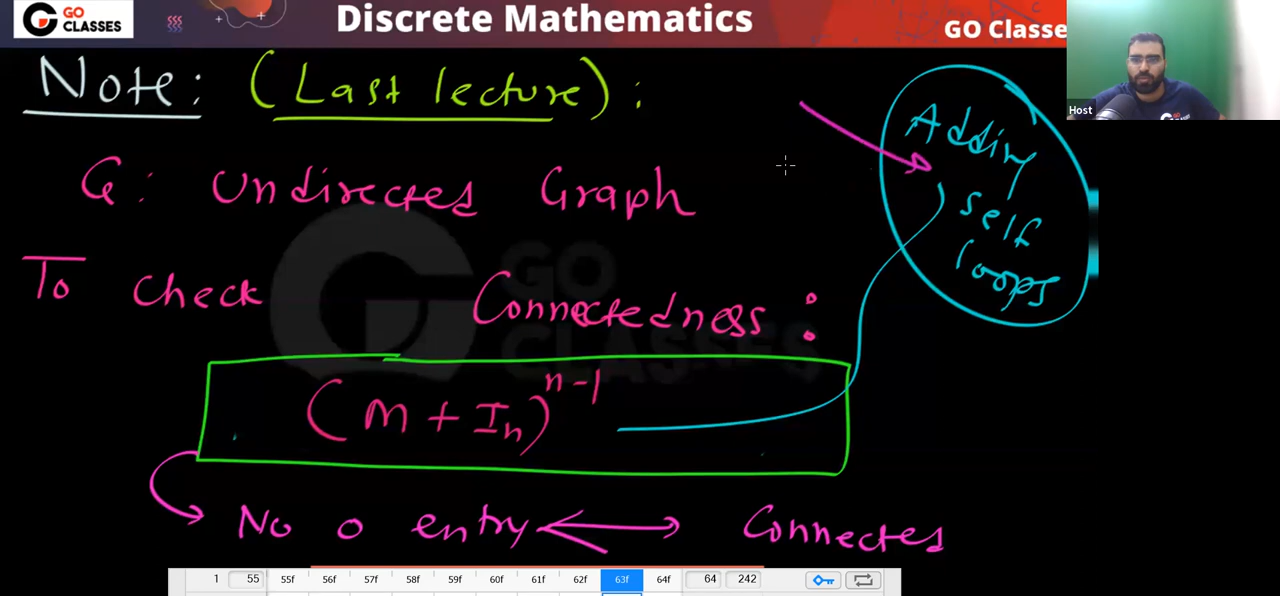 GO CLASSES
Discrete Mathematics
GO Classe
Host
Note: (Last lecture):
Adding self loops
G: Undirected Graph
To check Connectedness:
(M + In)^n-1
No 0 entry ⟷ Connected
GO CLASSES
1 55 55f 56f 57f 58f 59f 60f 61f 62f 63f 64f 64 242